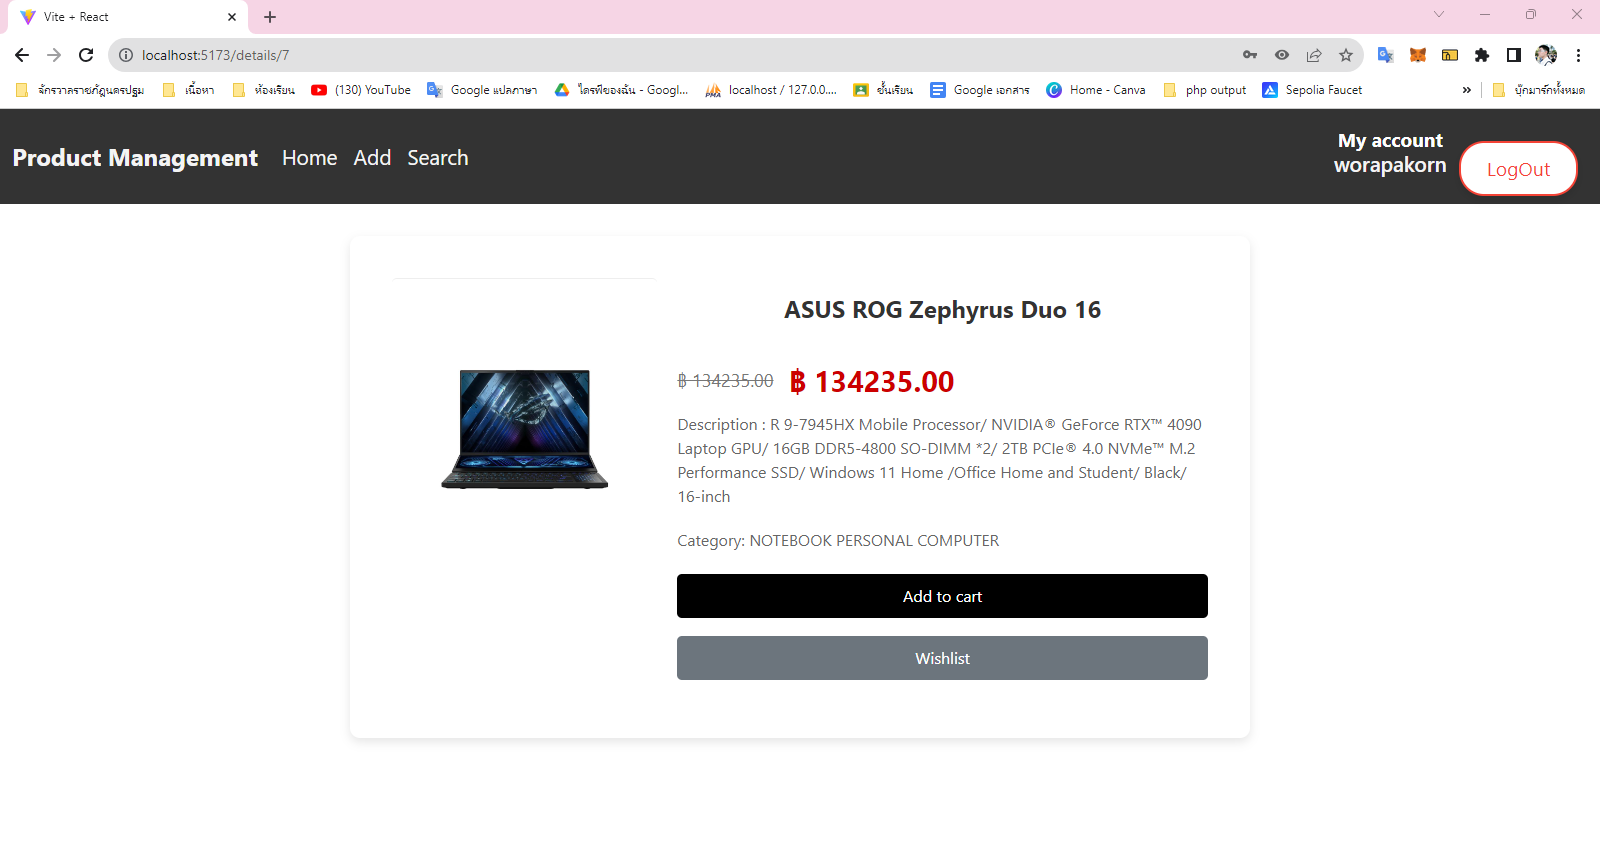 Vite + React
localhost:5173/details/7
จักรวาลราชภัฏนครปฐม เนื้อหา ห้องเรียน (130) YouTube Google แปลภาษา ไดรฟ์ของฉัน - Googl... localhost / 127.0.0.... ชั้นเรียน Google เอกสาร Home - Canva php output Sepolia Faucet » บุ๊กมาร์กทั้งหมด
Product Management Home Add Search
My account
worapakorn
LogOut
ASUS ROG Zephyrus Duo 16
฿ 134235.00 ฿ 134235.00
Description : R 9-7945HX Mobile Processor/ NVIDIA® GeForce RTX™ 4090
Laptop GPU/ 16GB DDR5-4800 SO-DIMM *2/ 2TB PCIe® 4.0 NVMe™ M.2
Performance SSD/ Windows 11 Home /Office Home and Student/ Black/
16-inch
Category: NOTEBOOK PERSONAL COMPUTER
Add to cart
Wishlist